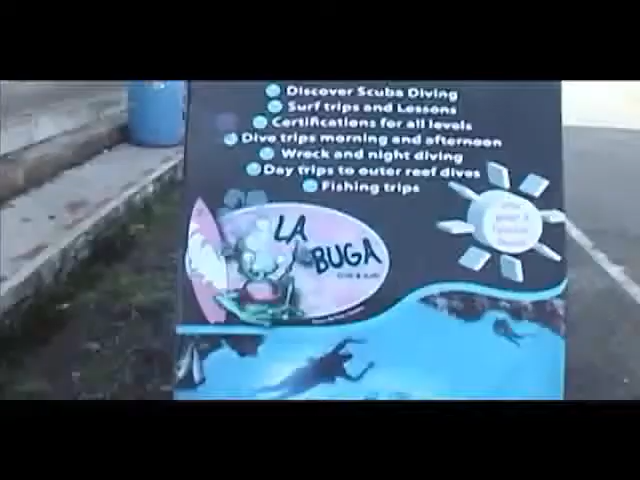 Discover Scuba Diving
Surf trips and Lessons
Certifications for all levels
Dive trips morning and afternoon
Wreck and night diving
Day trips to outer reef dives
Fishing trips
LA
BUGA